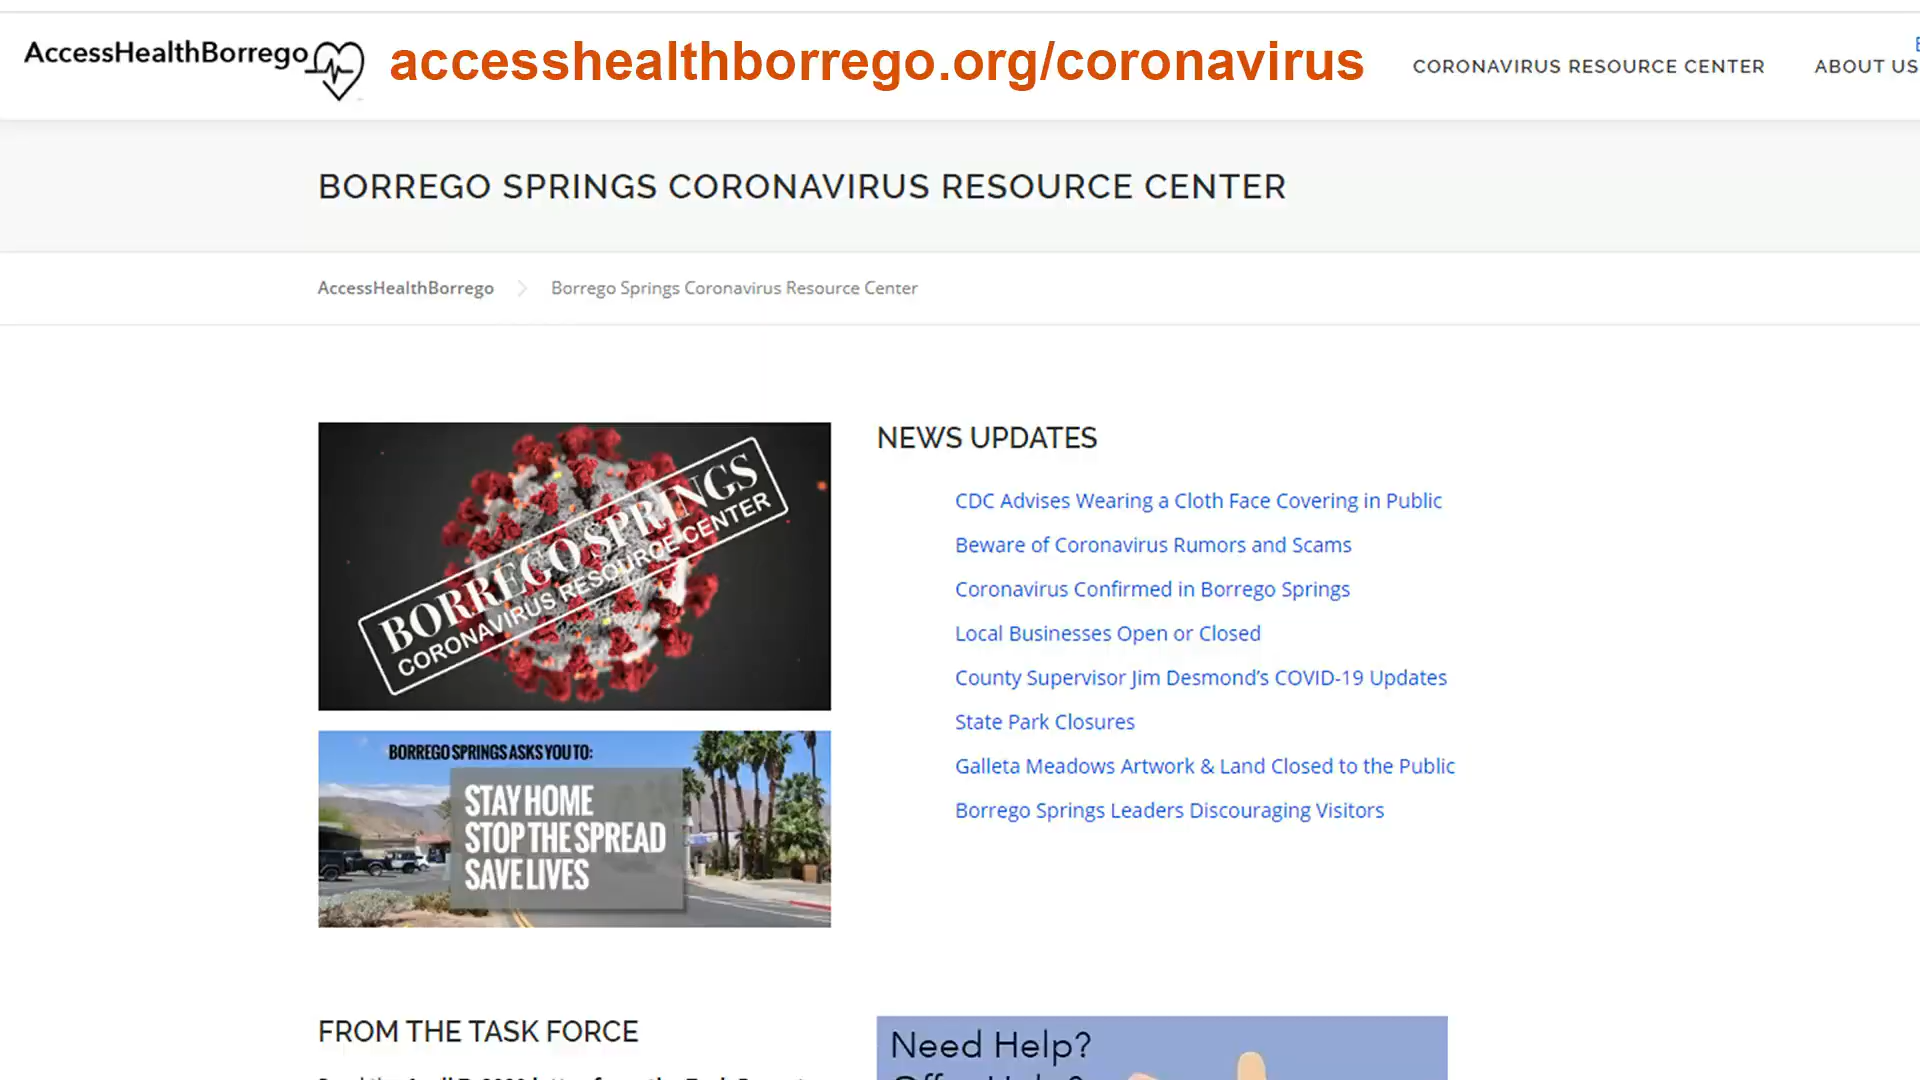 AccessHealthBorrego
accesshealthborrego.org/coronavirus
CORONAVIRUS RESOURCE CENTER
ABOUT US
BORREGO SPRINGS CORONAVIRUS RESOURCE CENTER
AccessHealthBorrego
Borrego Springs Coronavirus Resource Center
BORREGO SPRINGS
CORONAVIRUS RESOURCE CENTER
BORREGO SPRINGS ASKS YOU TO:
STAY HOME
STOP THE SPREAD
SAVE LIVES
NEWS UPDATES
CDC Advises Wearing a Cloth Face Covering in Public
Beware of Coronavirus Rumors and Scams
Coronavirus Confirmed in Borrego Springs
Local Businesses Open or Closed
County Supervisor Jim Desmond's COVID-19 Updates
State Park Closures
Galleta Meadows Artwork & Land Closed to the Public
Borrego Springs Leaders Discouraging Visitors
FROM THE TASK FORCE
Need Help?